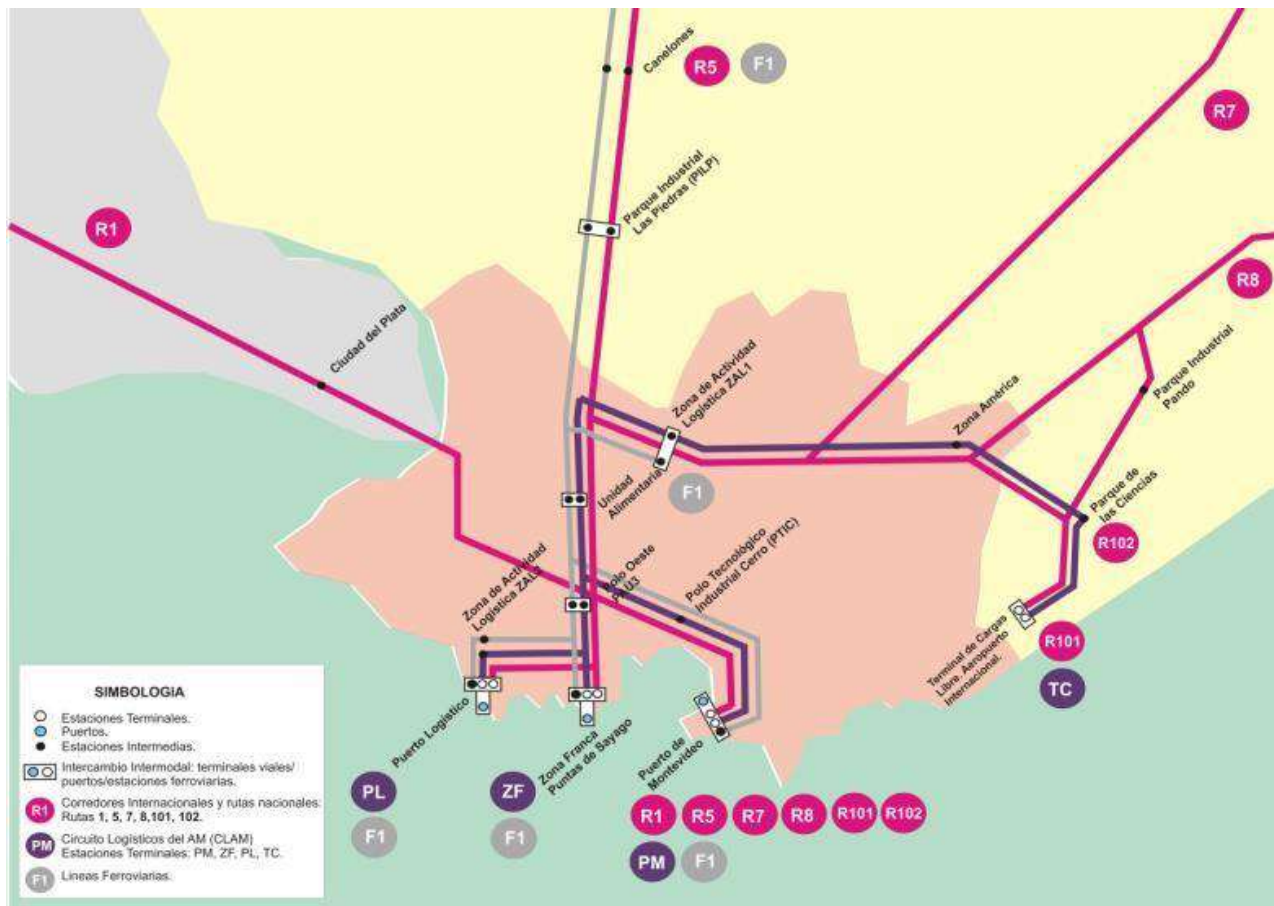 Canelones
R5
F1
R7
R1
Parque Industrial
Las Piedras (PILP)
R8
Ciudad del Plata
Zona de Actividad
Logística ZAL1
Zona América
Parque Industrial
Pando
Unidad
Alimentaria
F1
Parque de
las Ciencias
R102
Zona de Actividad
Logística ZAL2
Polo Oeste
PAU3
Polo Tecnológico
Industrial Cerro (PTIC)
Terminal de Cargas
Libre. Aeropuerto
Internacional.
R101
TC
Puerto Logístico
Zona Franca
Puntas de Sayago
Puerto de
Montevideo
PL
F1
ZF
F1
R1
R5
R7
R8
R101
R102
PM
F1
SIMBOLOGIA
Estaciones Terminales.
Puertos.
Estaciones Intermedias.
Intercambio Intermodal: terminales viales/
puertos/estaciones ferroviarias.
R1
Corredores Internacionales y rutas nacionales:
Rutas 1, 5, 7, 8,101, 102.
PM
Circuito Logísticos del AM (CLAM)
Estaciones Terminales: PM, ZF, PL, TC.
F1
Lineas Ferroviarias.